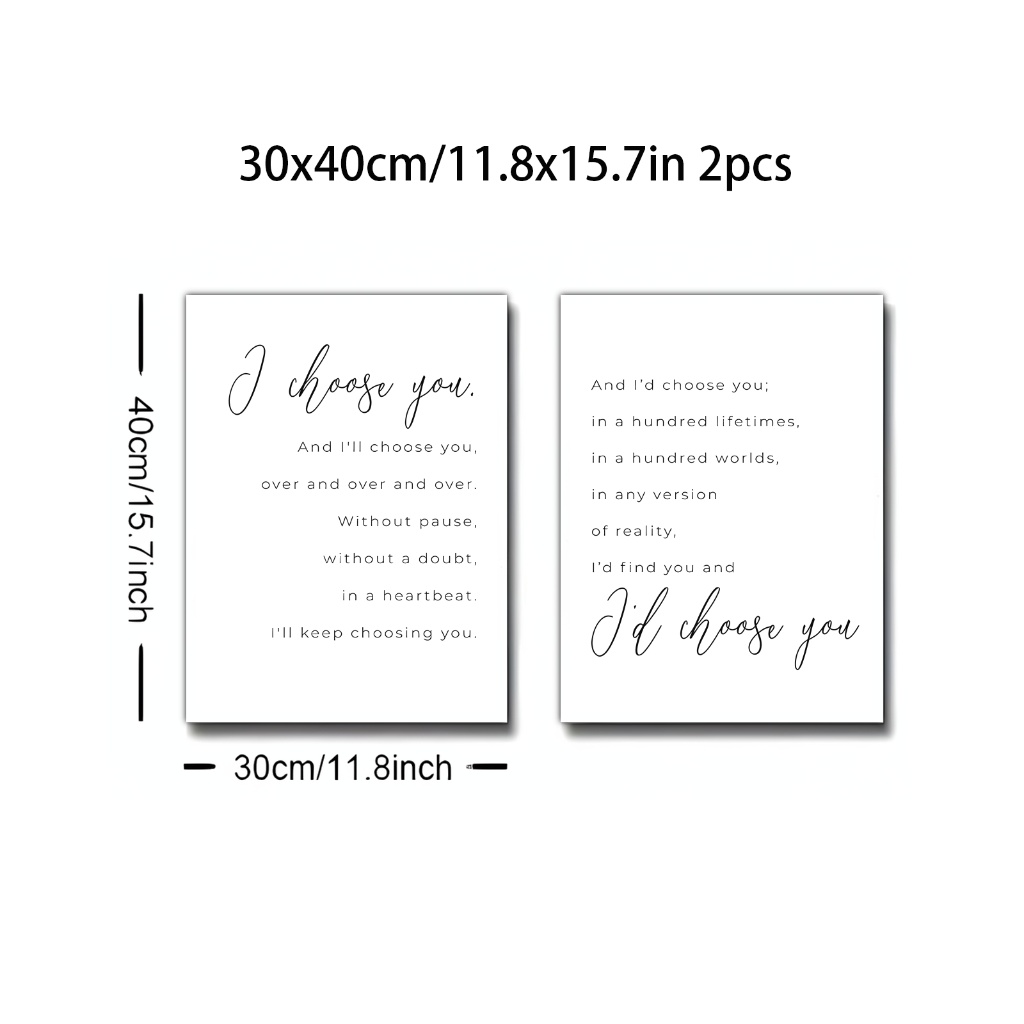 30x40cm/11.8x15.7in 2pcs
40cm/15.7inch
I choose you.
And I'll choose you,
over and over and over.
Without pause,
without a doubt,
in a heartbeat.
I'll keep choosing you.
And I’d choose you;
in a hundred lifetimes,
in a hundred worlds,
in any version
of reality,
I’d find you and
I'd choose you
30cm/11.8inch